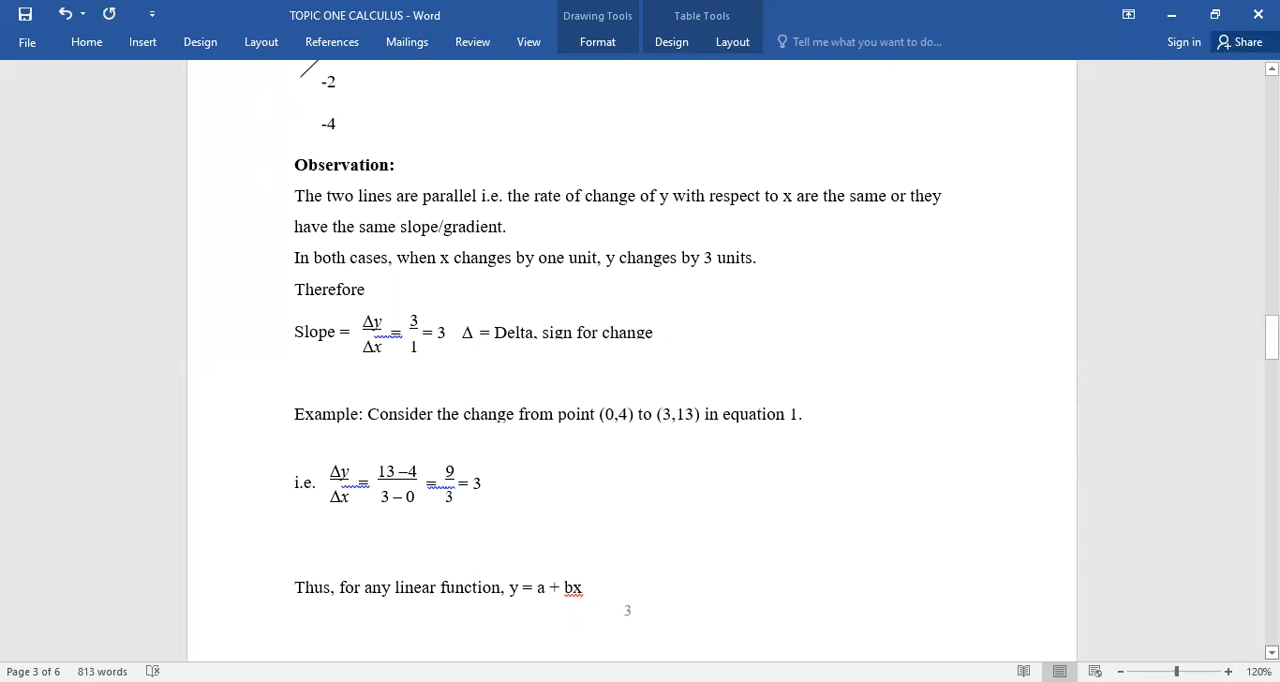 TOPIC ONE CALCULUS - Word
Drawing Tools
Table Tools
File
Home
Insert
Design
Layout
References
Mailings
Review
View
Format
Design
Layout
Tell me what you want to do...
Sign in
Share
-2
-4
Observation:
The two lines are parallel i.e. the rate of change of y with respect to x are the same or they
have the same slope/gradient.
In both cases, when x changes by one unit, y changes by 3 units.
Therefore
Slope = Δy/Δx = 3/1 = 3 Δ = Delta, sign for change
Example: Consider the change from point (0,4) to (3,13) in equation 1.
i.e. Δy/Δx = 13 – 4/3 – 0 = 9/3 = 3
Thus, for any linear function, y = a + bx
3
Page 3 of 6
813 words
120%